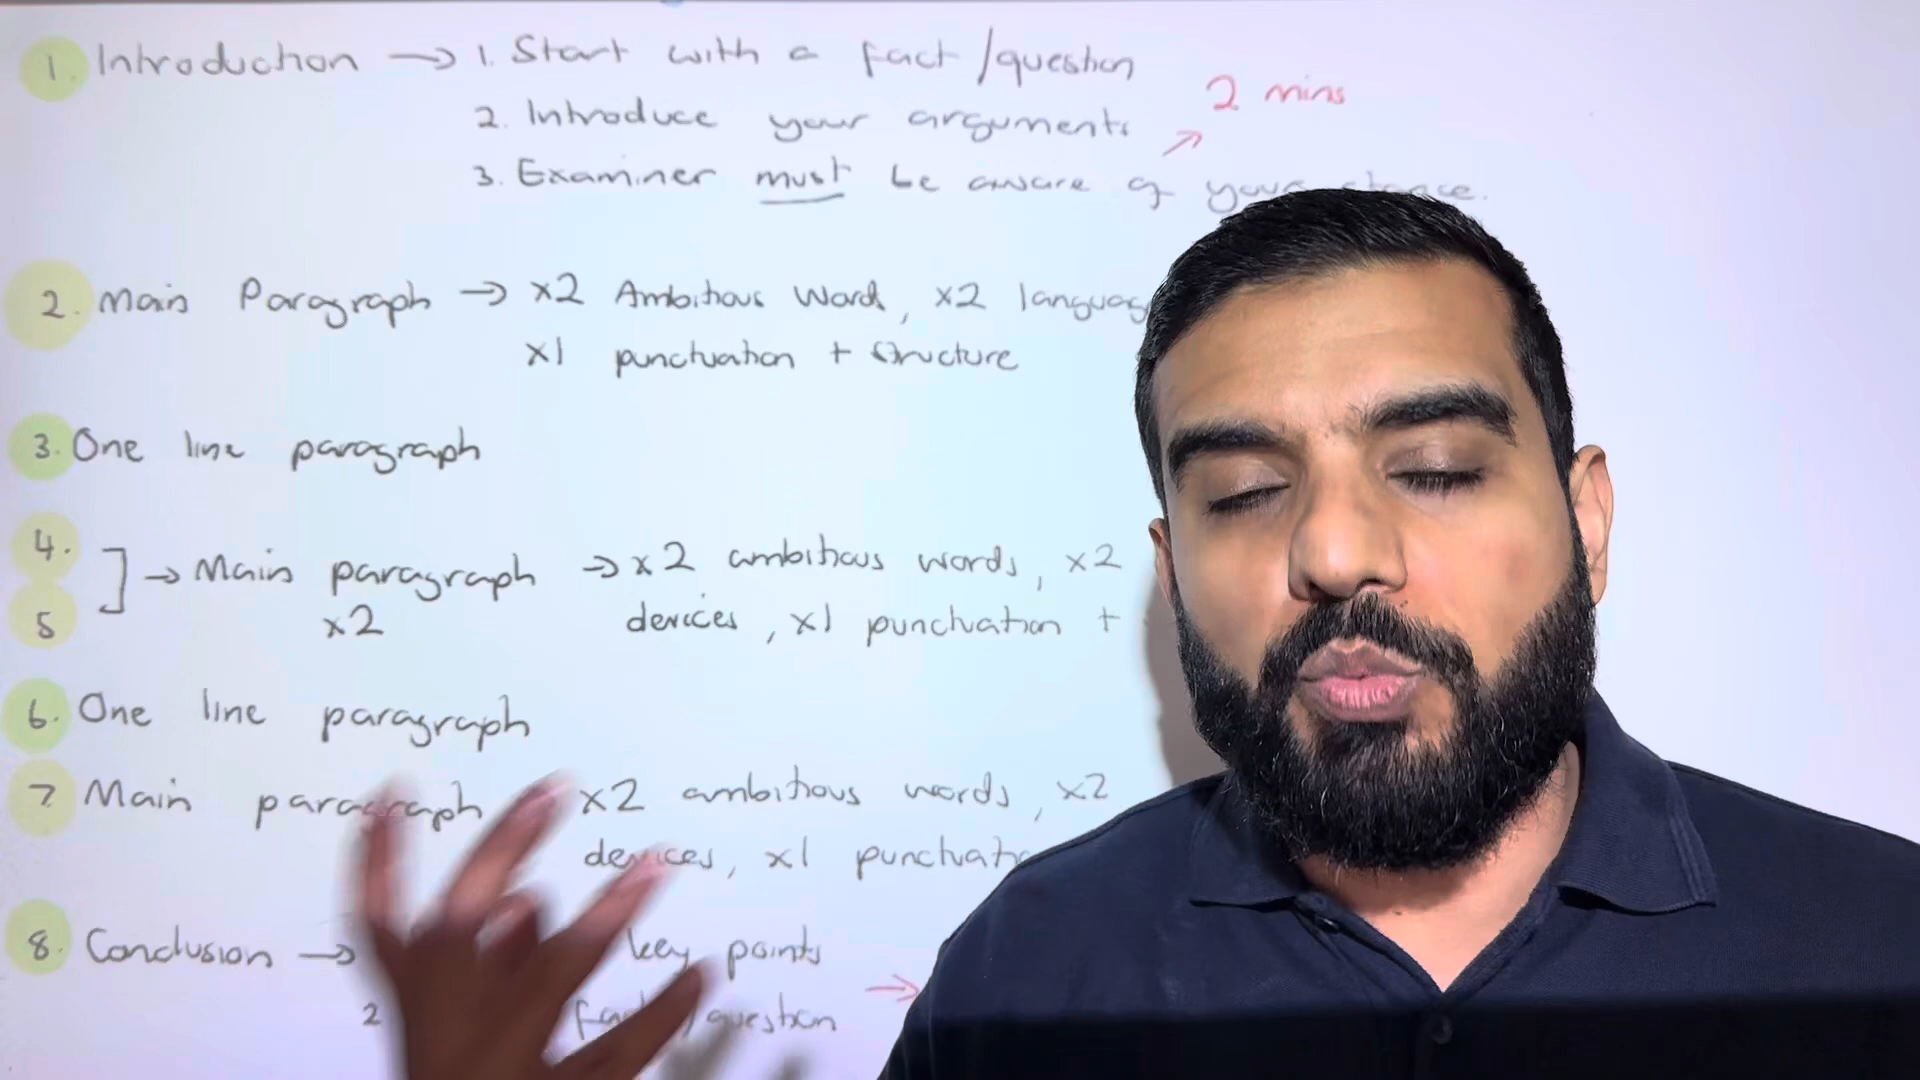 1. Introduction → 1. Start with a fact/question
2 mins
2. Introduce your arguments
3. Examiner must be aware of your stance.
2. Main Paragraph → x2 Ambitious Word, x2
x1 punctuation + structure
3. One line paragraph
4.
5
→ Main paragraph → x2 ambitious words, x2
x2 devices, x1 punctuation +
6. One line paragraph
7. Main paragraph x2 ambitious words, x2
devices, x1
8. Conclusion → key points
2 /question